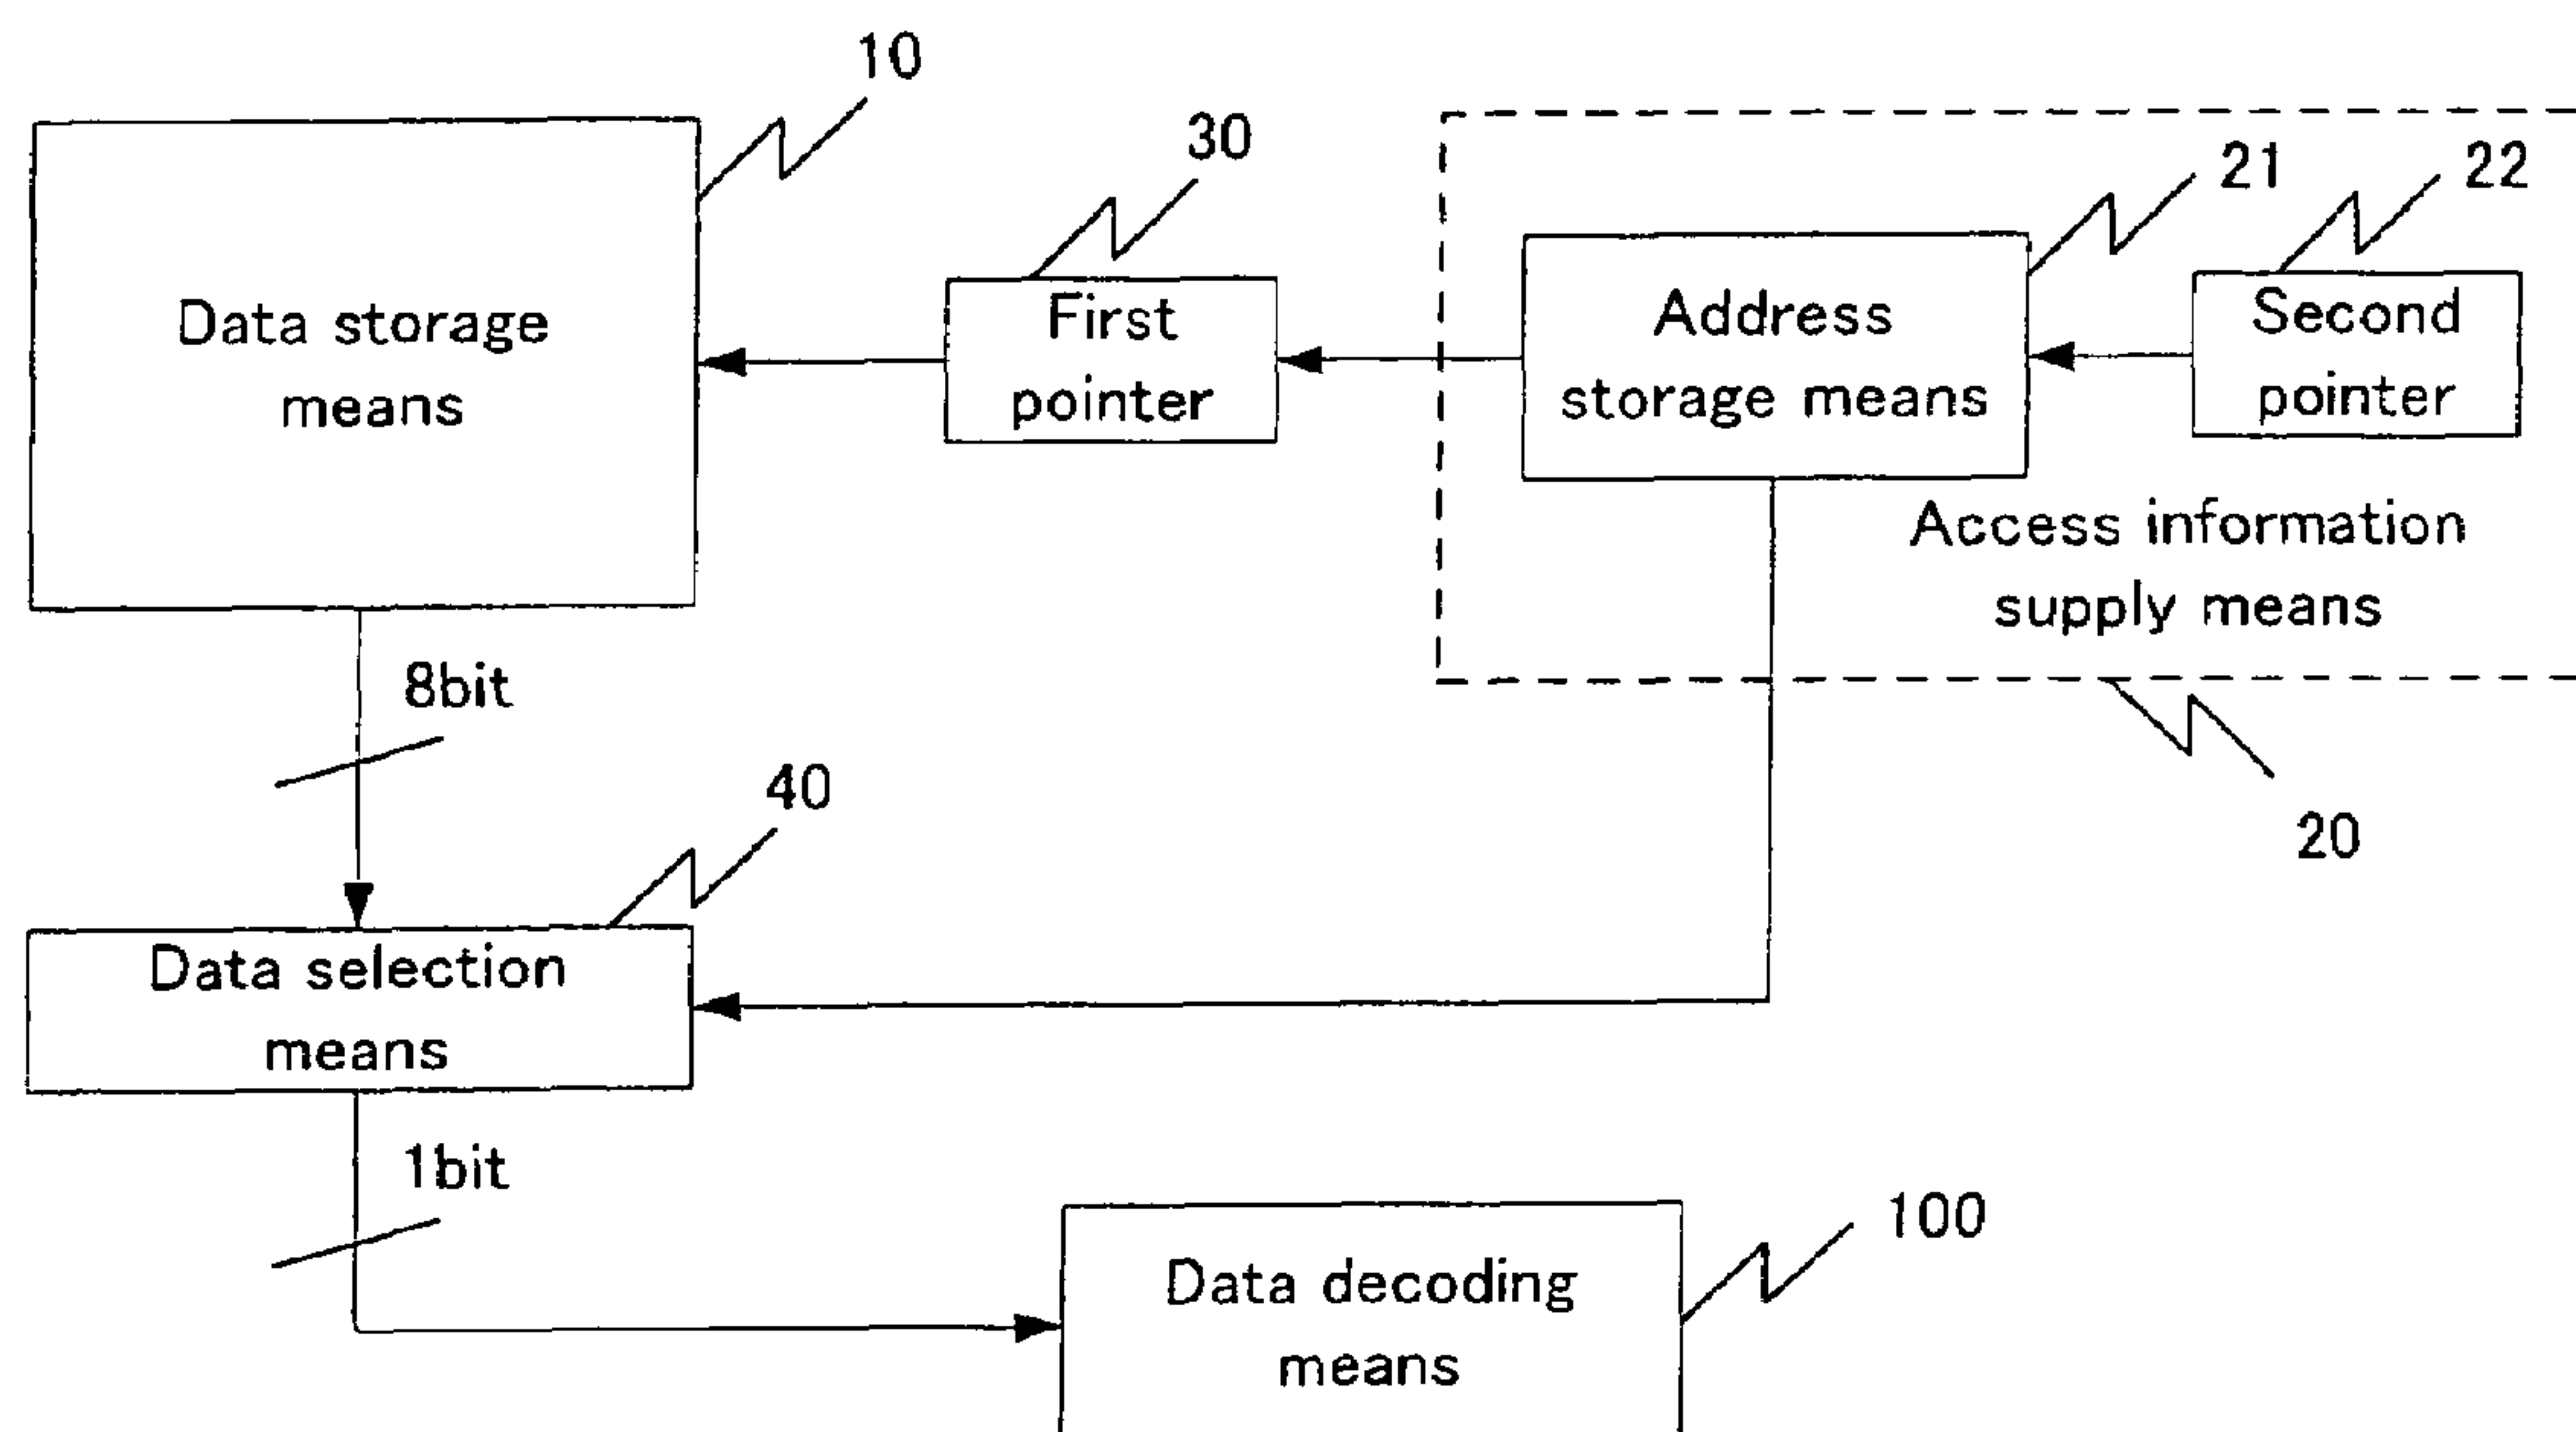 10
30
21
22
Data storage
means
First
pointer
Address
storage means
Second
pointer
Access information
supply means
20
8bit
40
Data selection
means
1bit
100
Data decoding
means